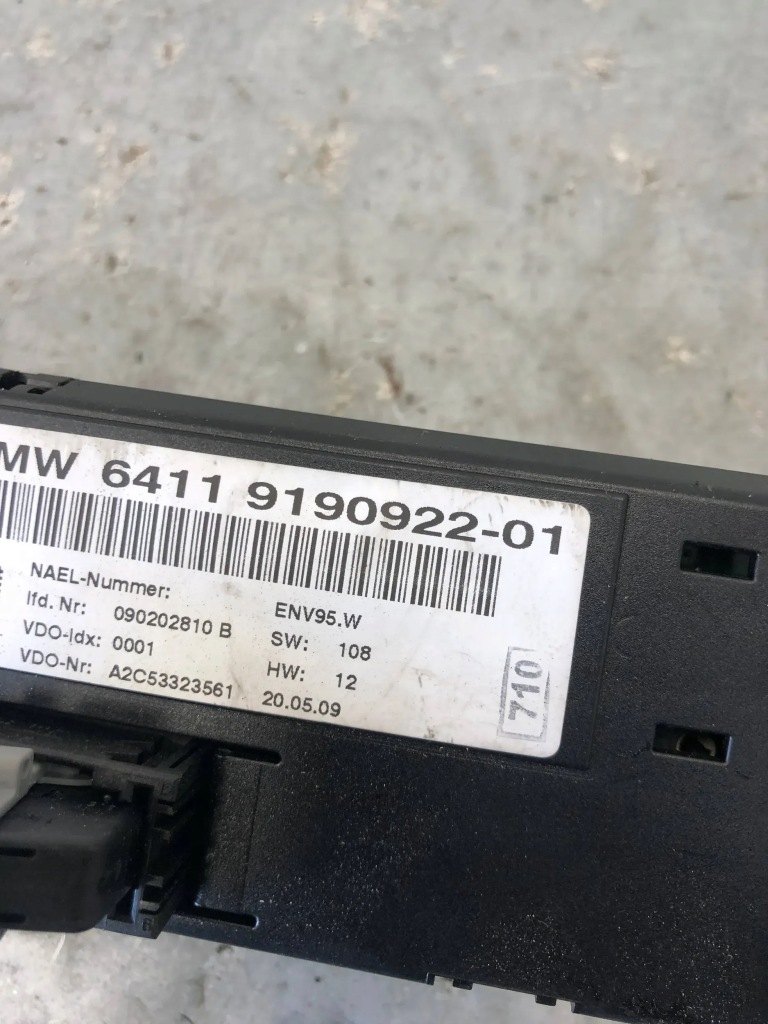 MW 6411 9190922-01
NAEL-Nummer: ENV95.W
lfd. Nr: 090202810 B SW: 108
VDO-Idx: 0001 HW: 12
VDO-Nr: A2C53323561 20.05.09
710